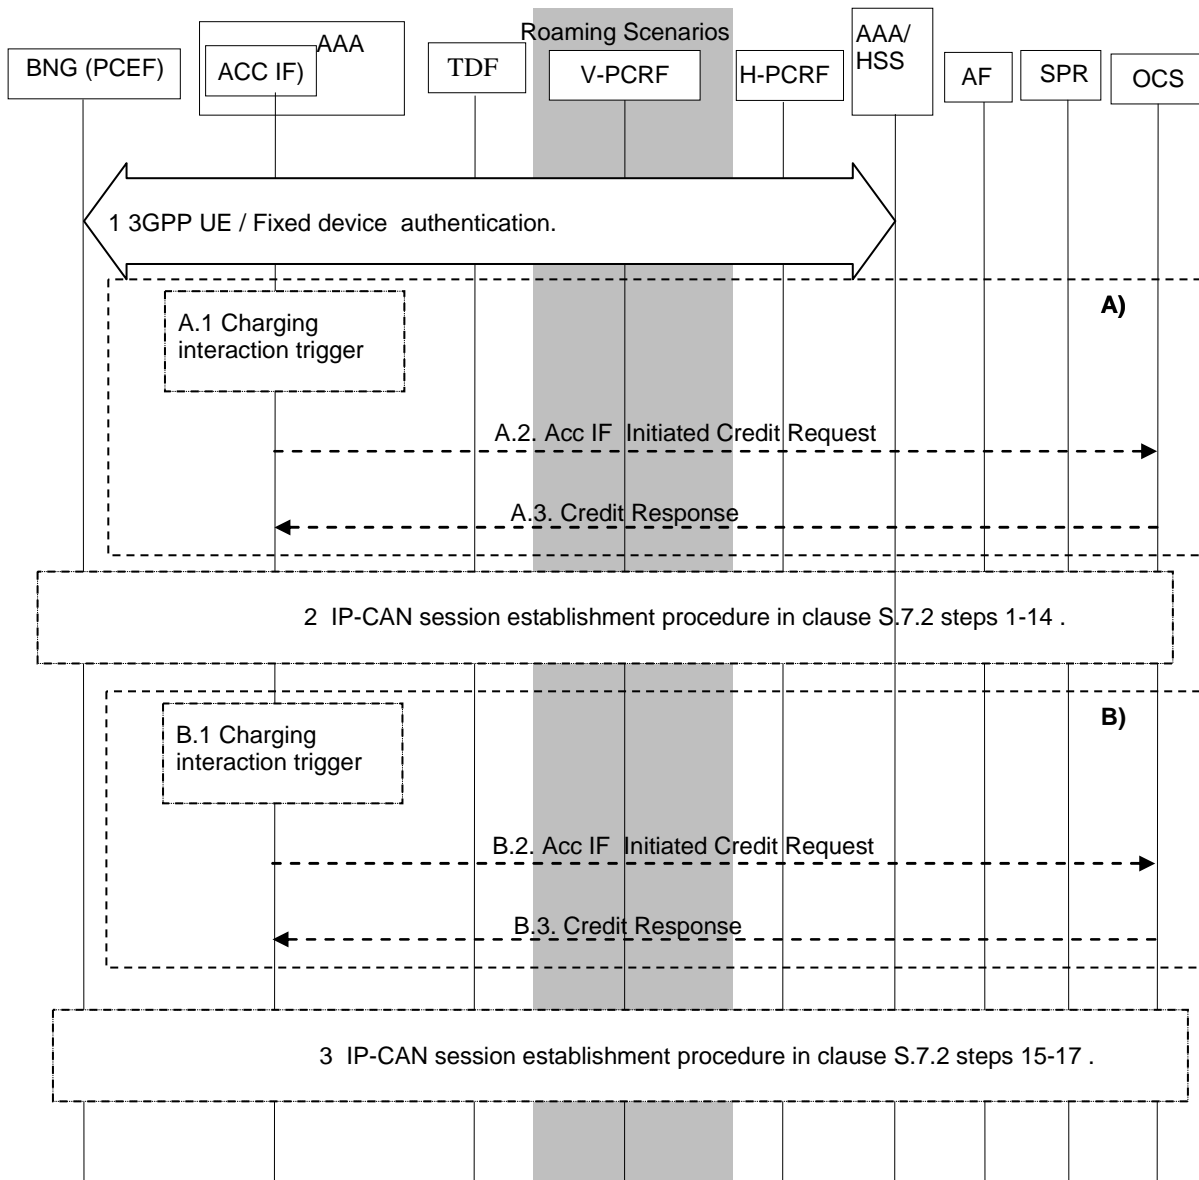 Roaming Scenarios
AAA
AAA/
HSS
BNG (PCEF)
ACC IF)
TDF
V-PCRF
H-PCRF
AF
SPR
OCS
1 3GPP UE / Fixed device authentication.
A)
A.1 Charging
interaction trigger
A.2. Acc IF Initiated Credit Request
A.3. Credit Response
2 IP-CAN session establishment procedure in clause S.7.2 steps 1-14 .
B)
B.1 Charging
interaction trigger
B.2. Acc IF Initiated Credit Request
B.3. Credit Response
3 IP-CAN session establishment procedure in clause S.7.2 steps 15-17 .